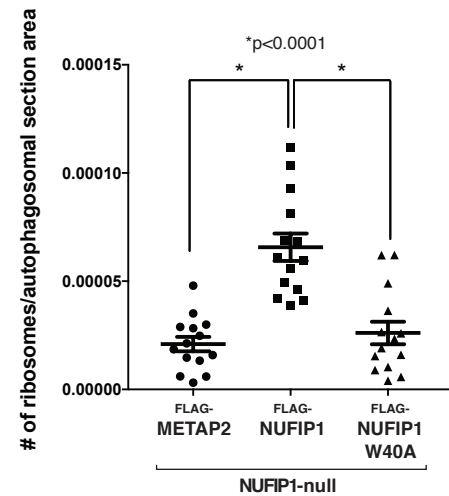 *p<0.0001
* *
# of ribosomes/autophagosomal section area
0.00015
0.00010
0.00005
0.00000
FLAG- FLAG- FLAG-
METAP2 NUFIP1 NUFIP1
W40A
NUFIP1-null